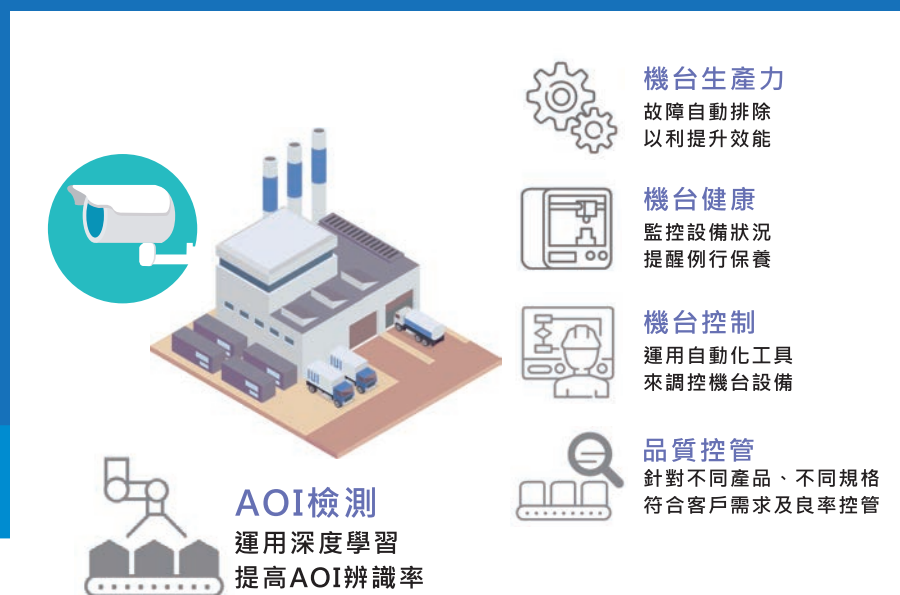 機台生產力
故障自動排除
以利提升效能
機台健康
監控設備狀況
提醒例行保養
機台控制
運用自動化工具
來調控機台設備
品質控管
針對不同產品、不同規格
符合客戶需求及良率控管
AOI檢測
運用深度學習
提高AOI辨識率